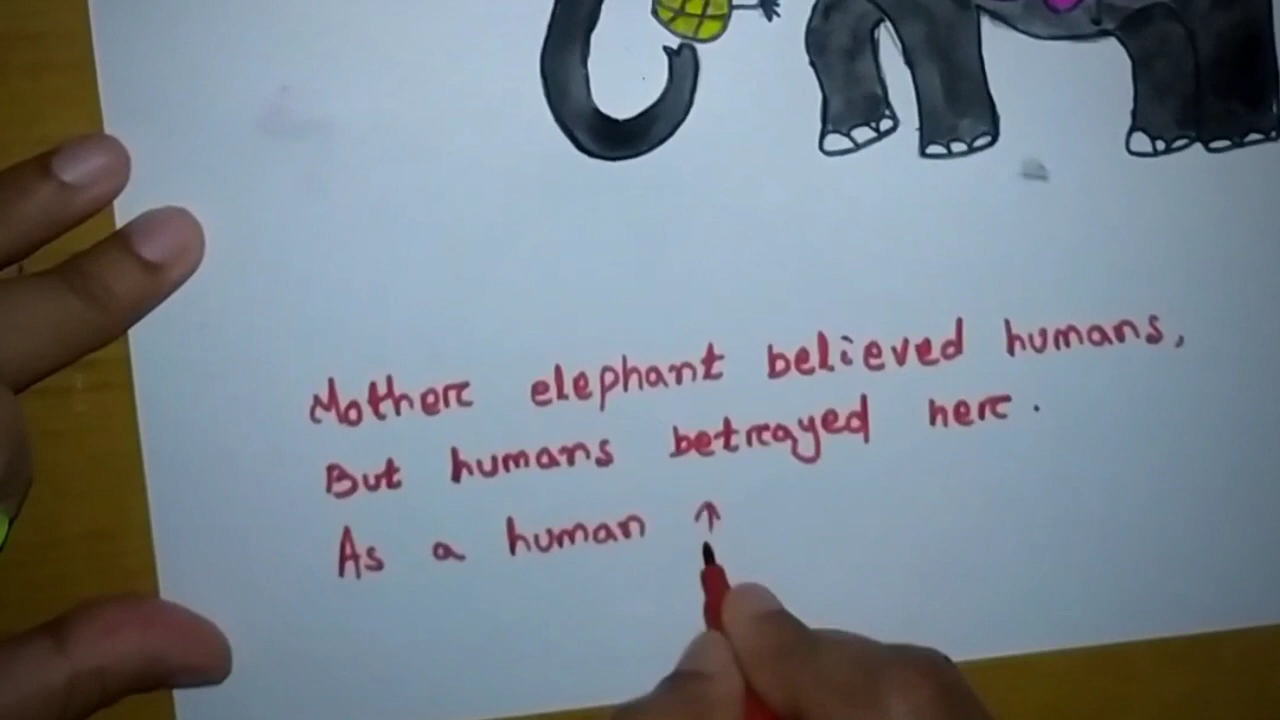 Mother elephant believed humans,
But humans betrayed her.
As a human